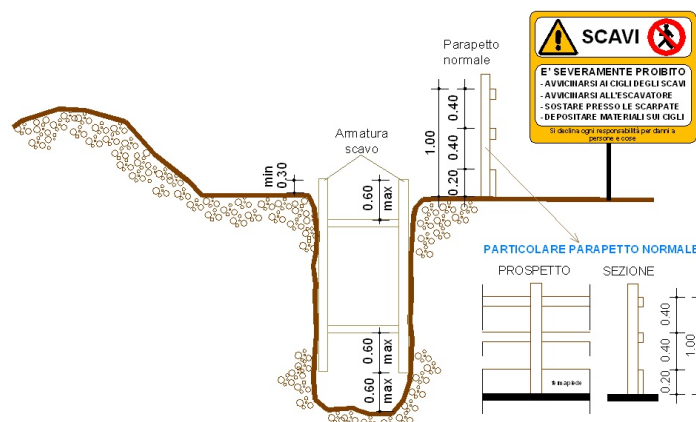 Parapetto
normale
SCAVI
E' SEVERAMENTE PROIBITO
- AVVICINARSI AI CIGLI DEGLI SCAVI
- AVVICINARSI ALL'ESCAVATORE
- SOSTARE PRESSO LE SCARPATE
- DEPOSITARE MATERIALI SUI CIGLI
Si declina ogni responsabilità per danni a
persone e cose
Armatura
scavo
min
0.30
0.60 max
1.00
0.40
0.40
0.20
0.60 max
0.60 max
PARTICOLARE PARAPETTO NORMALE
PROSPETTO
SEZIONE
fermapiede
0.40
0.40
0.20
1.00